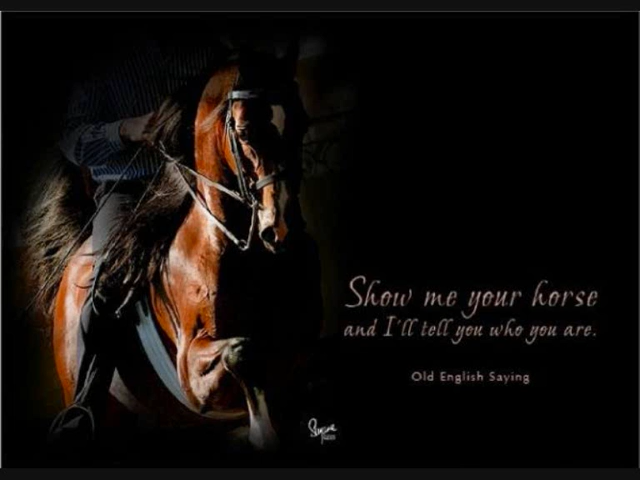 Show me your horse
and I'll tell you who you are.
Old English Saying